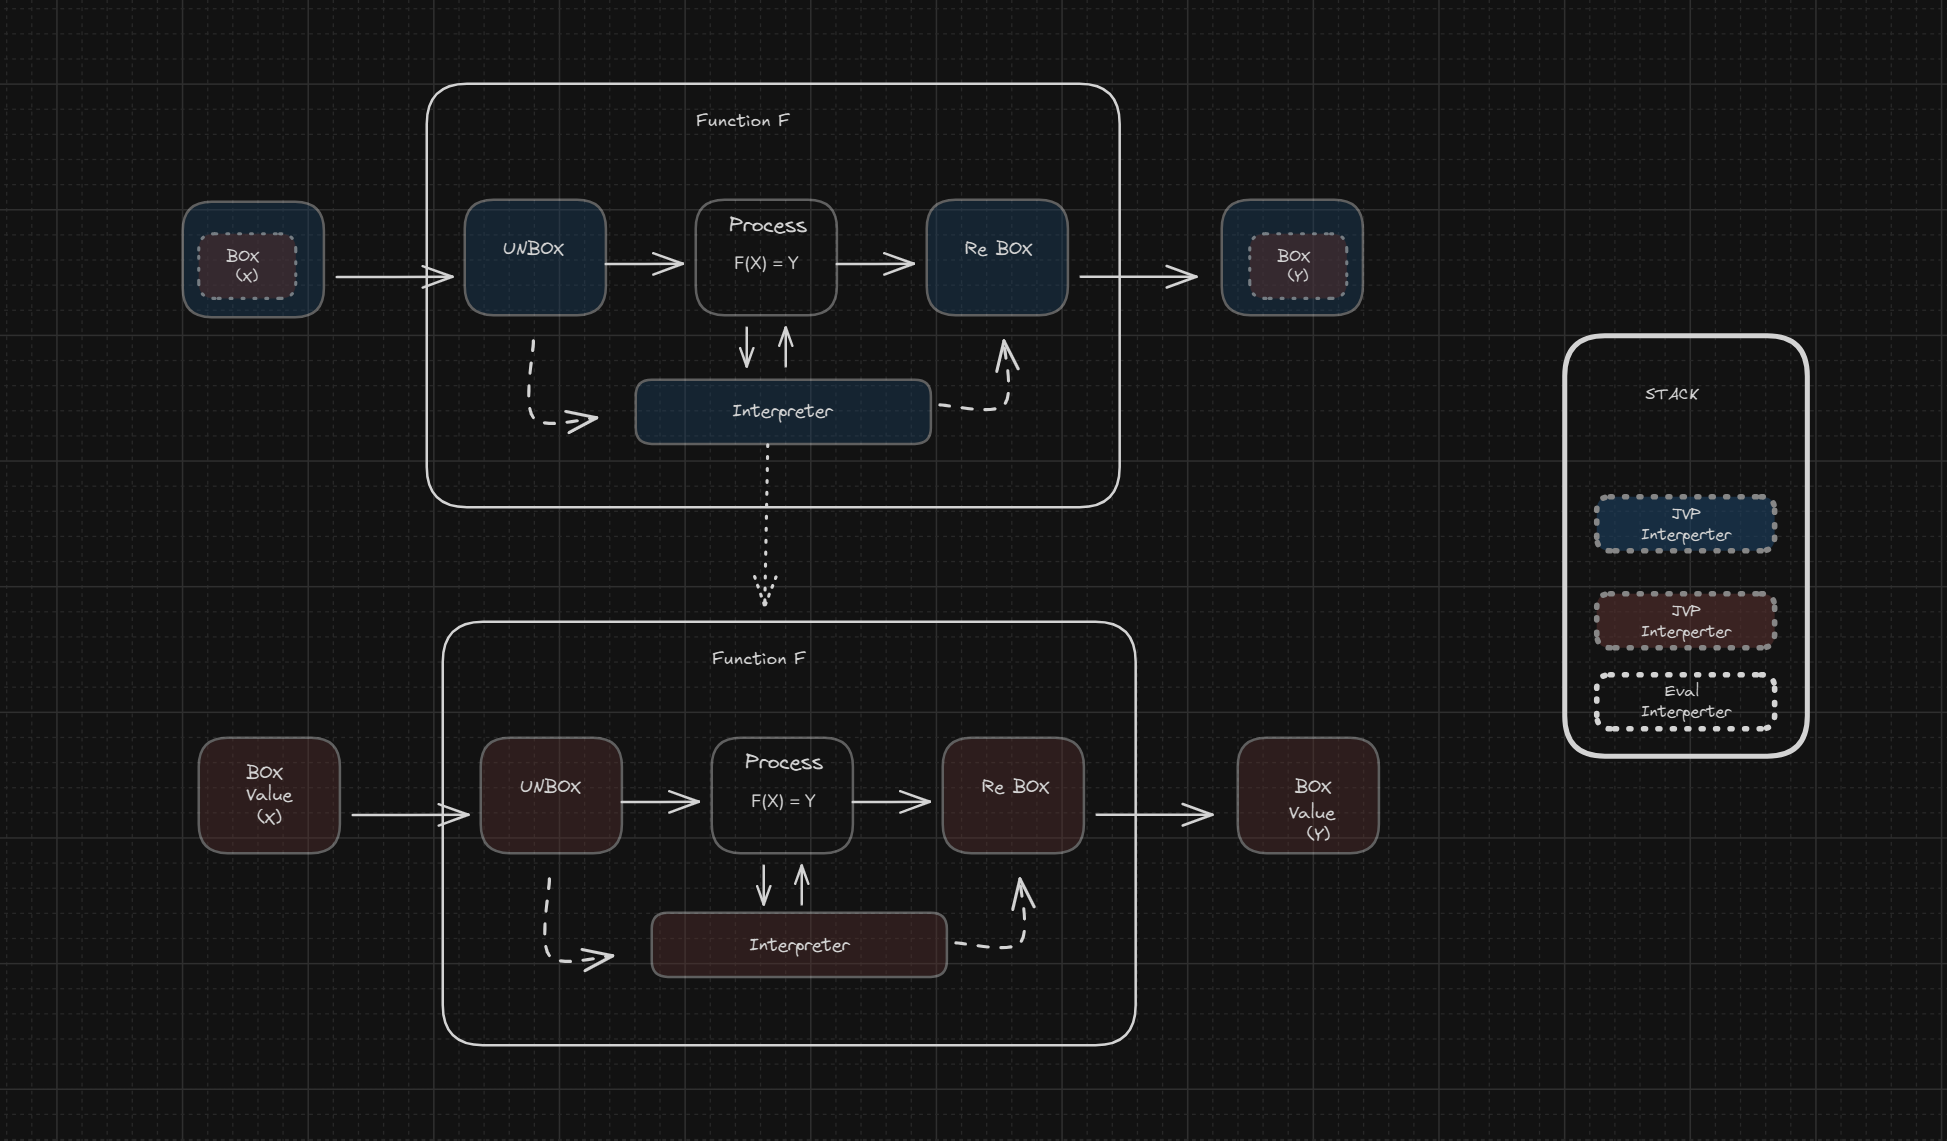 Function F
BOX
(X)
UNBOX
Process
F(X) = Y
Re BOX
BOX
(Y)
Interpreter
STACK
JVP
Interperter
JVP
Interperter
Eval
Interperter
Function F
BOX
Value
(X)
UNBOX
Process
F(X) = Y
Re BOX
BOX
Value
(Y)
Interpreter